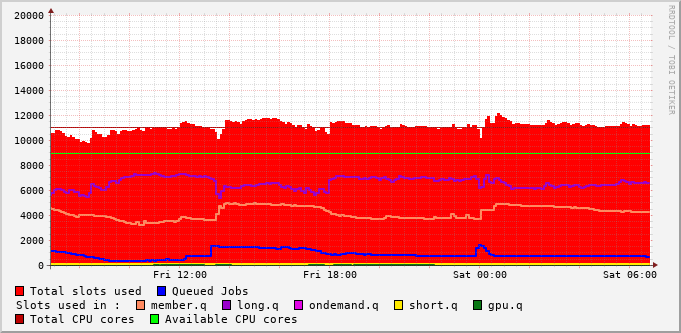 20000
18000
16000
14000
12000
10000
8000
6000
4000
2000
0
Fri 12:00 Fri 18:00 Sat 00:00 Sat 06:00
Total slots used Queued Jobs
Slots used in : member.q long.q ondemand.q short.q gpu.q
Total CPU cores Available CPU cores
RRDTOOL / TOBI OETIKER